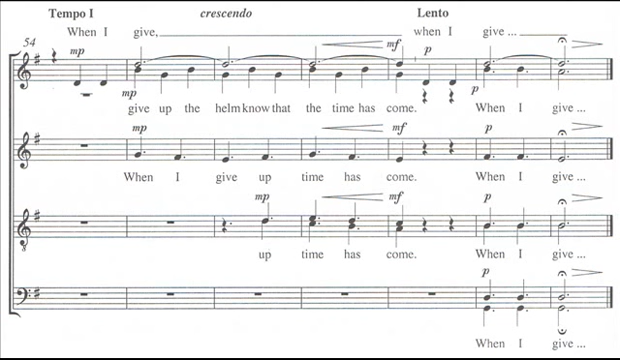 Tempo I crescendo Lento
When I give, when I give ...
54 mp mf p
mp p
give up the helm know that the time has come. When I give ...
mp mf p
When I give up time has come. When I give ...
mp mf p
8
up time has come. When I give ...
p
When I give ...